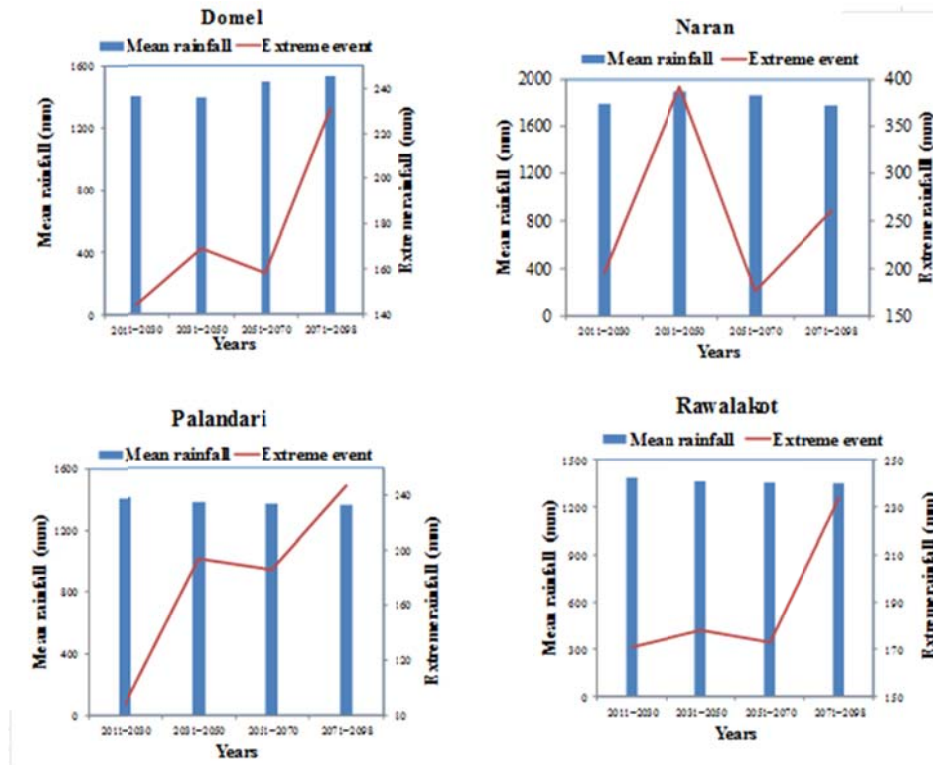 Domel
Mean rainfall Extreme event
1600
1200
800
400
0
Mean rainfall (mm)
240
220
200
180
160
140
Extreme rainfall (mm)
2011-2030 2031-2050 2051-2070 2071-2098
Years
Naran
Mean rainfall Extreme event
2000
1600
1200
800
400
0
Mean rainfall (mm)
400
350
300
250
200
150
Extreme rainfall (mm)
2011-2030 2031-2050 2051-2070 2071-2098
Years
Palandari
Mean rainfall Extreme event
1600
1200
800
400
0
Mean rainfall (mm)
240
200
160
120
Extreme rainfall (mm)
2011-2030 2031-2050 2011-2070 2071-2098
Years
Rawalakot
Mean rainfall Extreme event
1500
1200
900
600
300
0
Mean rainfall (mm)
250
230
210
190
170
150
Extreme rainfall (mm)
2011-2030 2031-2050 2051-2070 2071-2098
Years